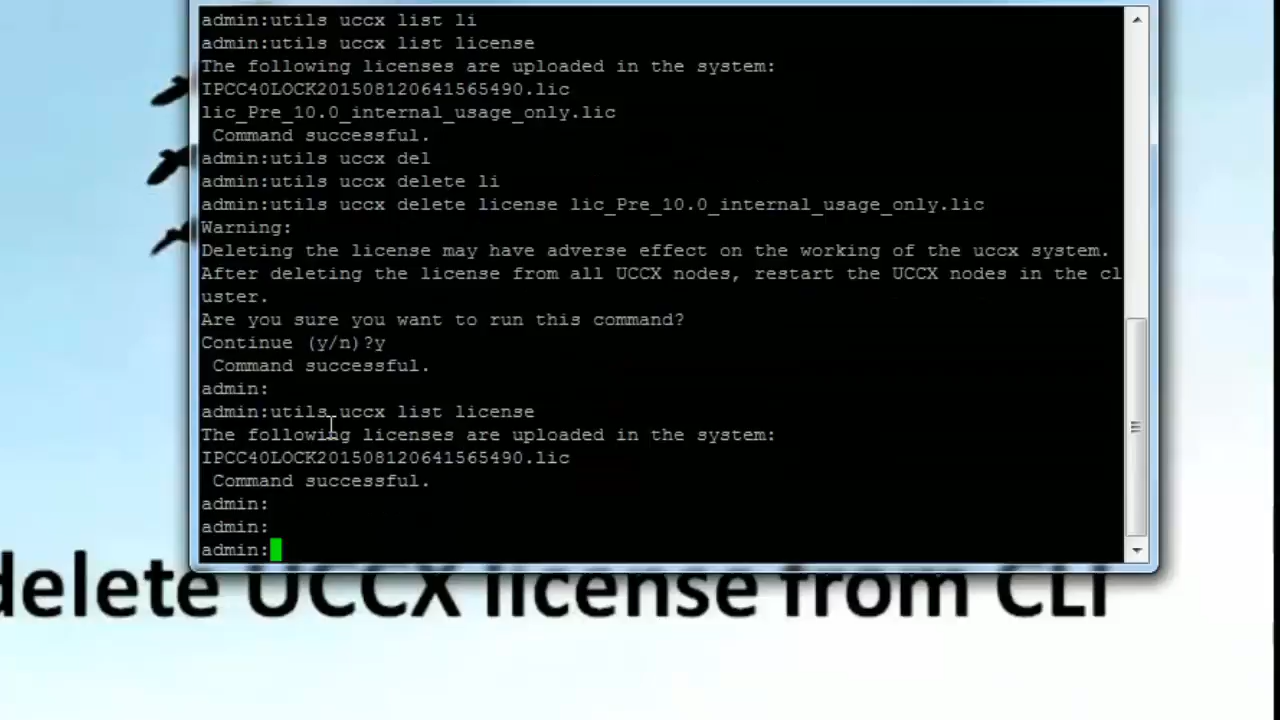 admin:utils uccx list li
admin:utils uccx list license
The following licenses are uploaded in the system:
IPCC40LOCK201508120641565490.lic
lic_Pre_10.0_internal_usage_only.lic
 Command successful.
admin:utils uccx del
admin:utils uccx delete li
admin:utils uccx delete license lic_Pre_10.0_internal_usage_only.lic
Warning:
Deleting the license may have adverse effect on the working of the uccx system.
After deleting the license from all UCCX nodes, restart the UCCX nodes in the cl
uster.
Are you sure you want to run this command?
Continue (y/n)?y
 Command successful.
admin:
admin:utils uccx list license
The following licenses are uploaded in the system:
IPCC40LOCK201508120641565490.lic
 Command successful.
admin:
admin:
admin:
delete UCCX license from CLI